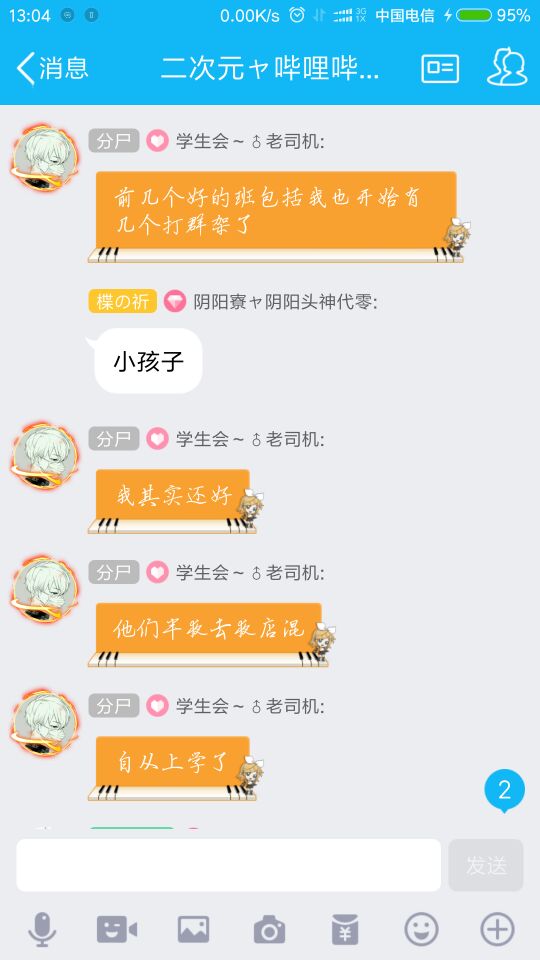 13:04
0.00K/s
3G
1X
中国电信
95%
消息
二次元ャ哔哩哔...
分尸
学生会~♂老司机:
前几个好的班包括我也开始有
几个打群架了
楪の祈
阴阳寮ャ阴阳头神代零:
小孩子
分尸
学生会~♂老司机:
我其实还好
分尸
学生会~♂老司机:
他们半夜去夜店混
分尸
学生会~♂老司机:
自从上学了
2
发送